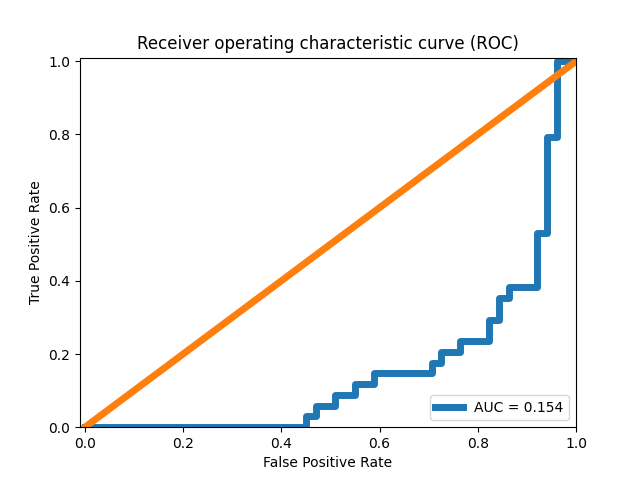 Receiver operating characteristic curve (ROC)
1.0
0.8
0.6
0.4
0.2
0.0
True Positive Rate
AUC = 0.154
0.0 0.2 0.4 0.6 0.8 1.0
False Positive Rate